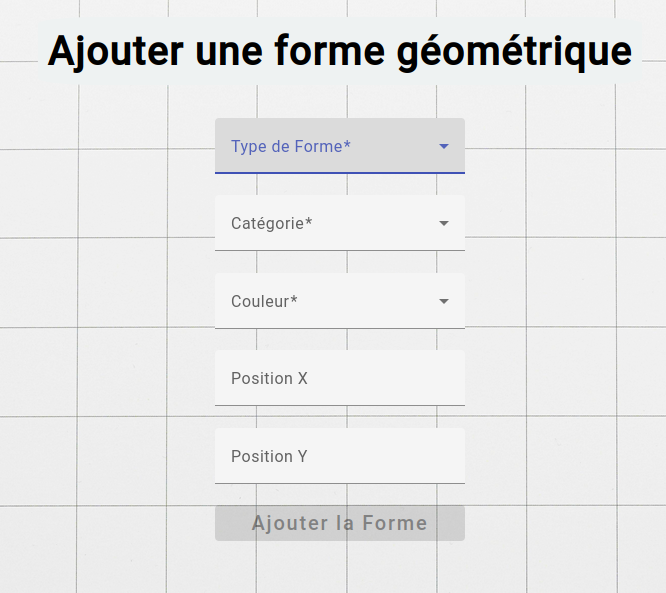 Ajouter une forme géométrique
Type de Forme*
Catégorie*
Couleur*
Position X
Position Y
Ajouter la Forme